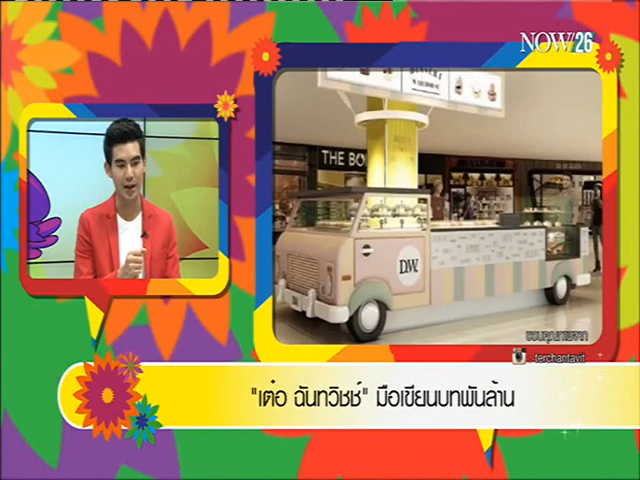 NOW26
DESSERT
THE BO
D.W.
ขอบคุณภาพจาก
terchantavit
"เต๋อ ฉันทวิชช์" มือเขียนบทพันล้าน